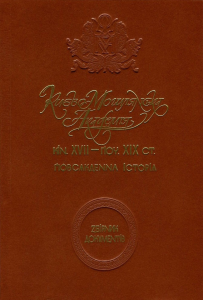 Києво-Могилянська
Академія
кін. XVII — поч. XIX ст.
повсякденна історія
Збірник
документів